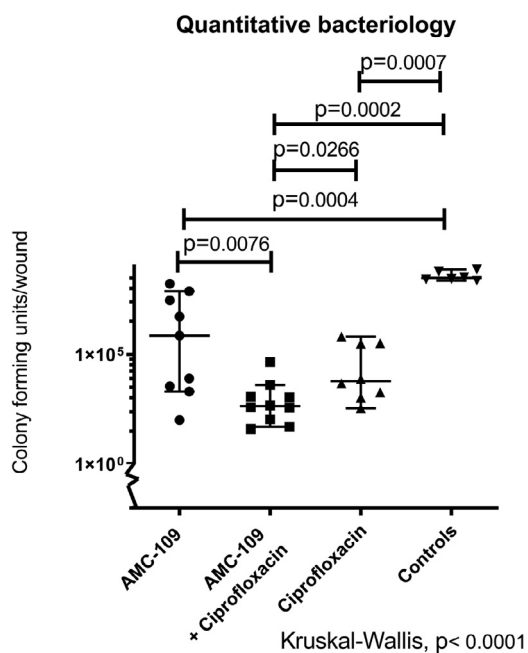 Quantitative bacteriology
p=0.0007
p=0.0002
p=0.0266
p=0.0004
p=0.0076
Colony forming units/wound
1×10⁵
1×10⁰
AMC-109
AMC-109
+ Ciprofloxacin
Ciprofloxacin
Controls
Kruskal-Wallis, p< 0.0001